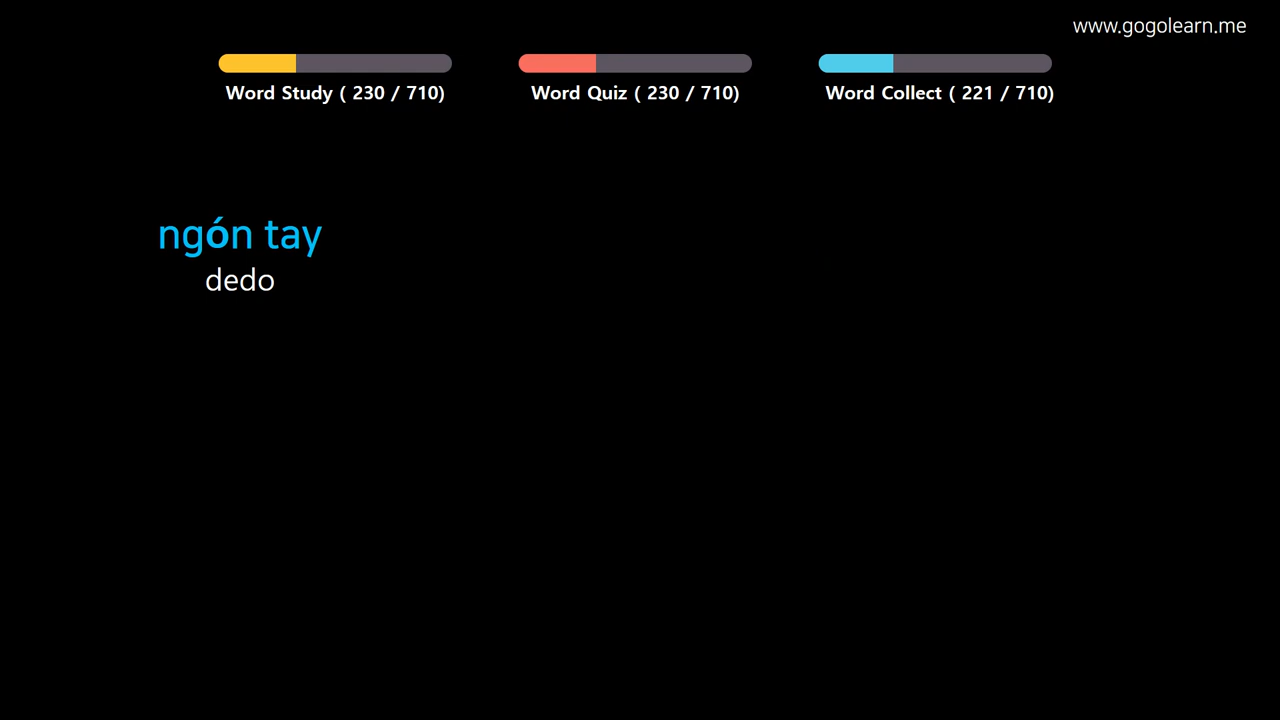 www.gogolearn.me
Word Study ( 230 / 710)
Word Quiz ( 230 / 710)
Word Collect ( 221 / 710)
ngón tay
dedo